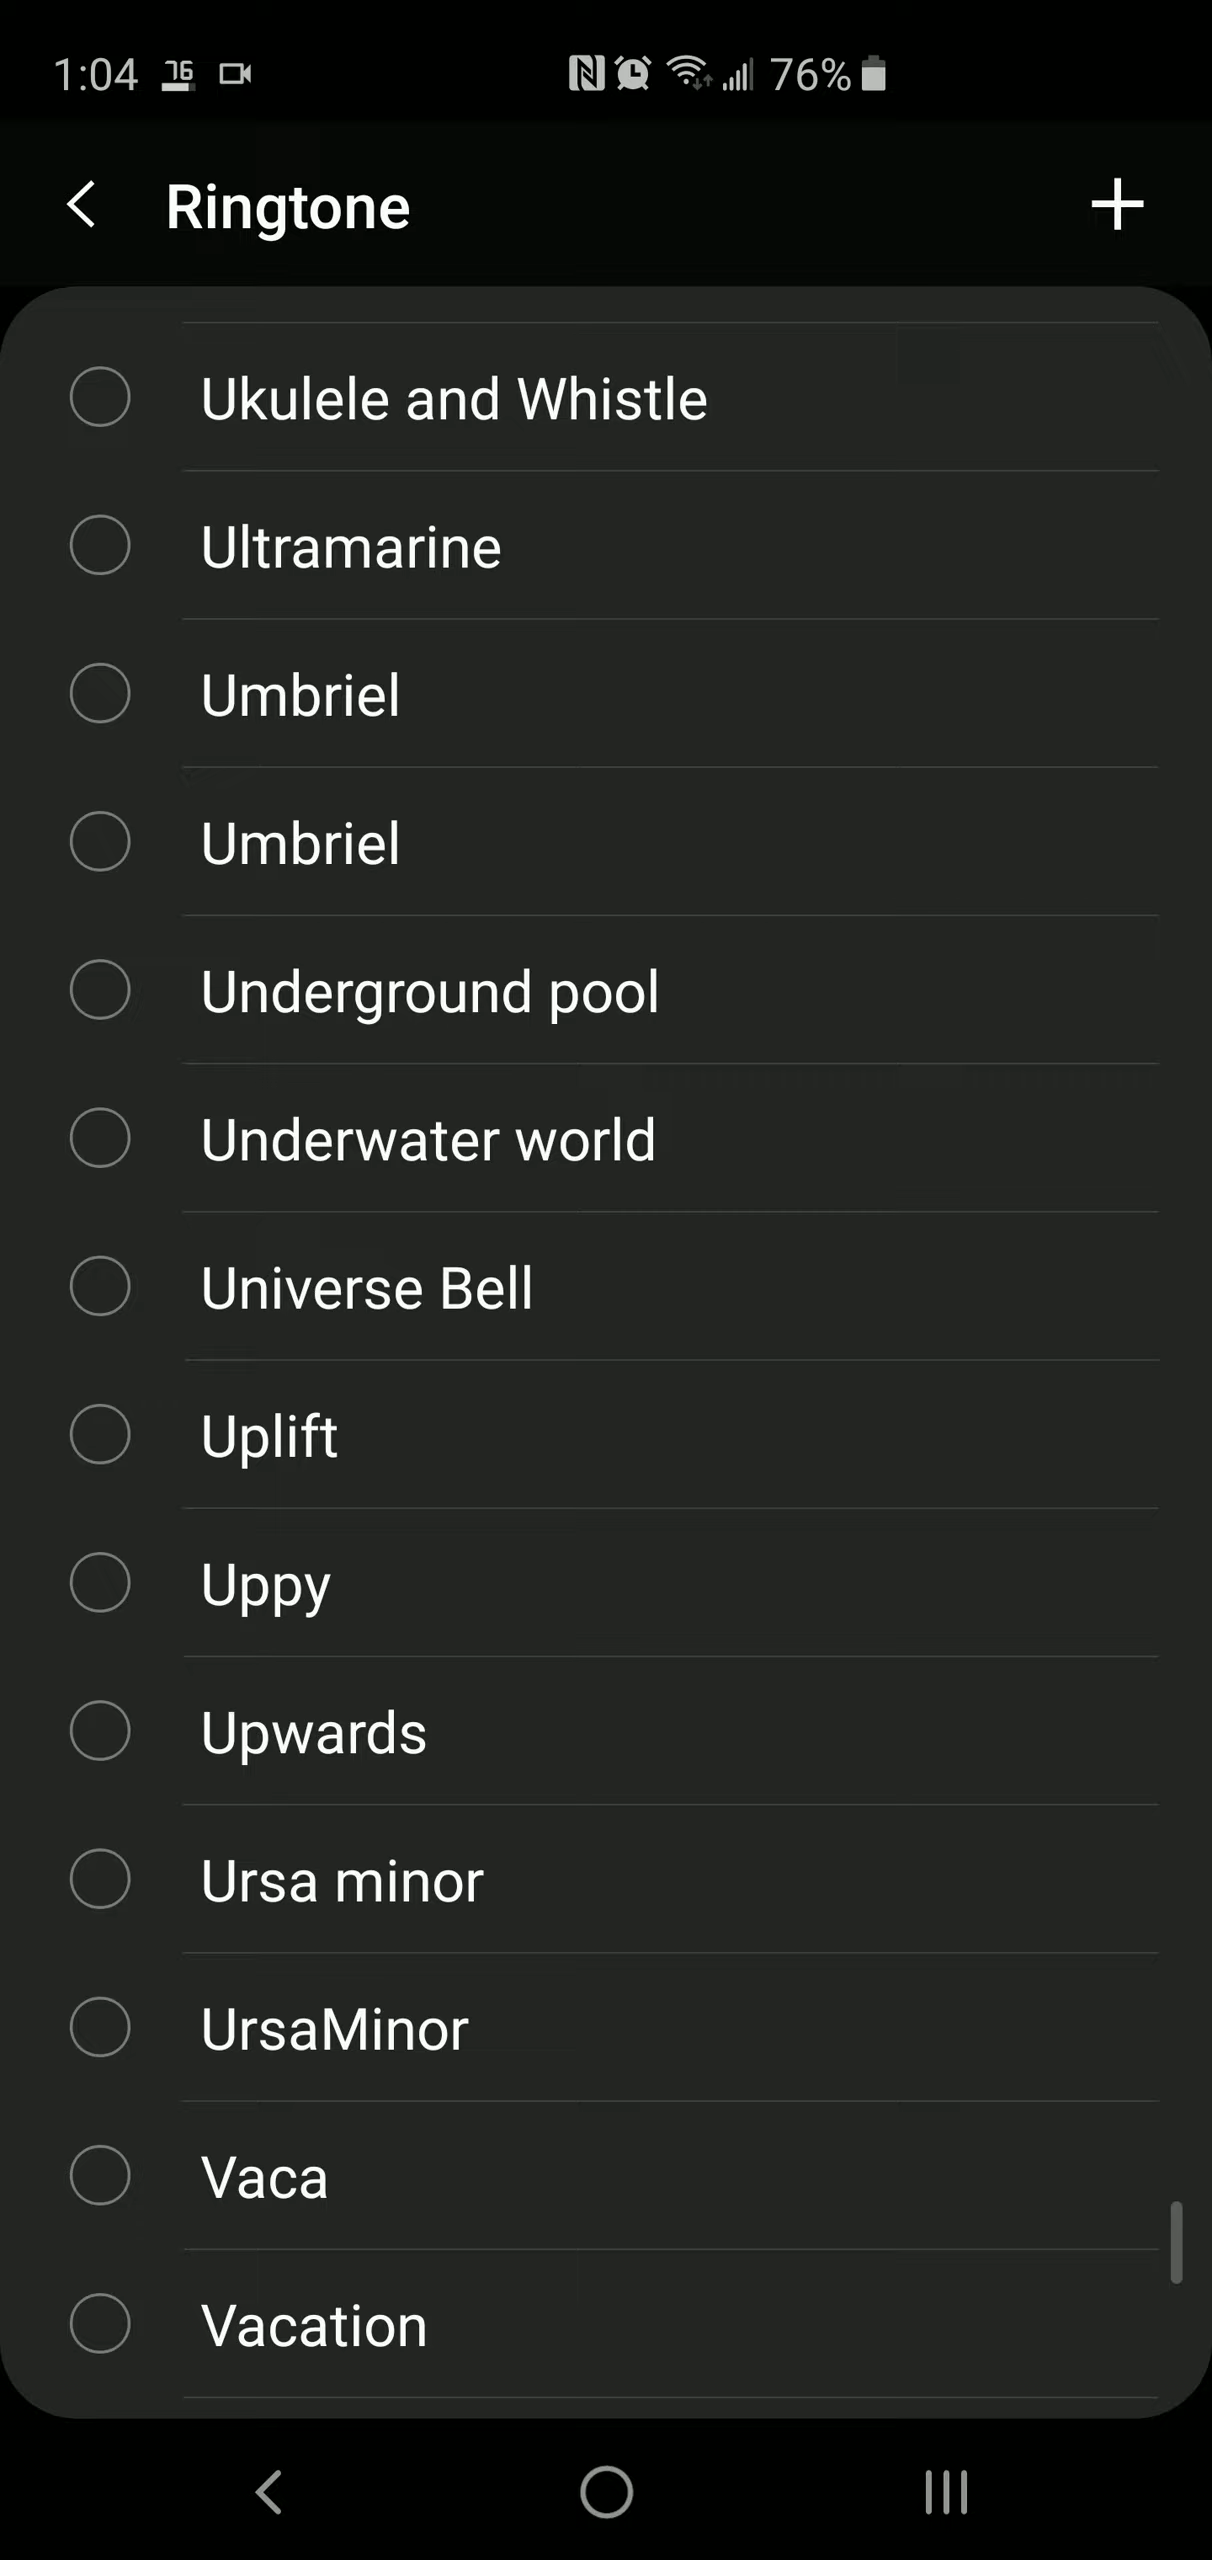 1:04 76 76%
Ringtone
Ukulele and Whistle
Ultramarine
Umbriel
Umbriel
Underground pool
Underwater world
Universe Bell
Uplift
Uppy
Upwards
Ursa minor
UrsaMinor
Vaca
Vacation